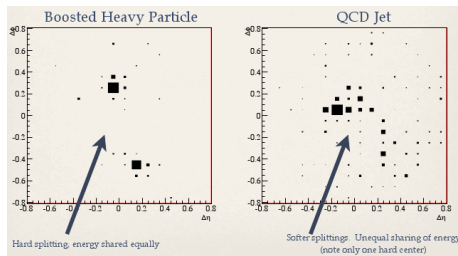 Boosted Heavy Particle
QCD Jet
Δφ
0.8
0.6
0.4
0.2
0
-0.2
-0.4
-0.6
-0.8
-0.8 -0.6 -0.4 -0.2 0 0.2 0.4 0.6 0.8
Δη
Δφ
0.8
0.6
0.4
0.2
0
-0.2
-0.4
-0.6
-0.8
-0.8 -0.6 -0.4 -0.2 0 0.2 0.4 0.6 0.8
Δη
Hard splitting, energy shared equally
Softer splittings. Unequal sharing of energy
(note only one hard center)